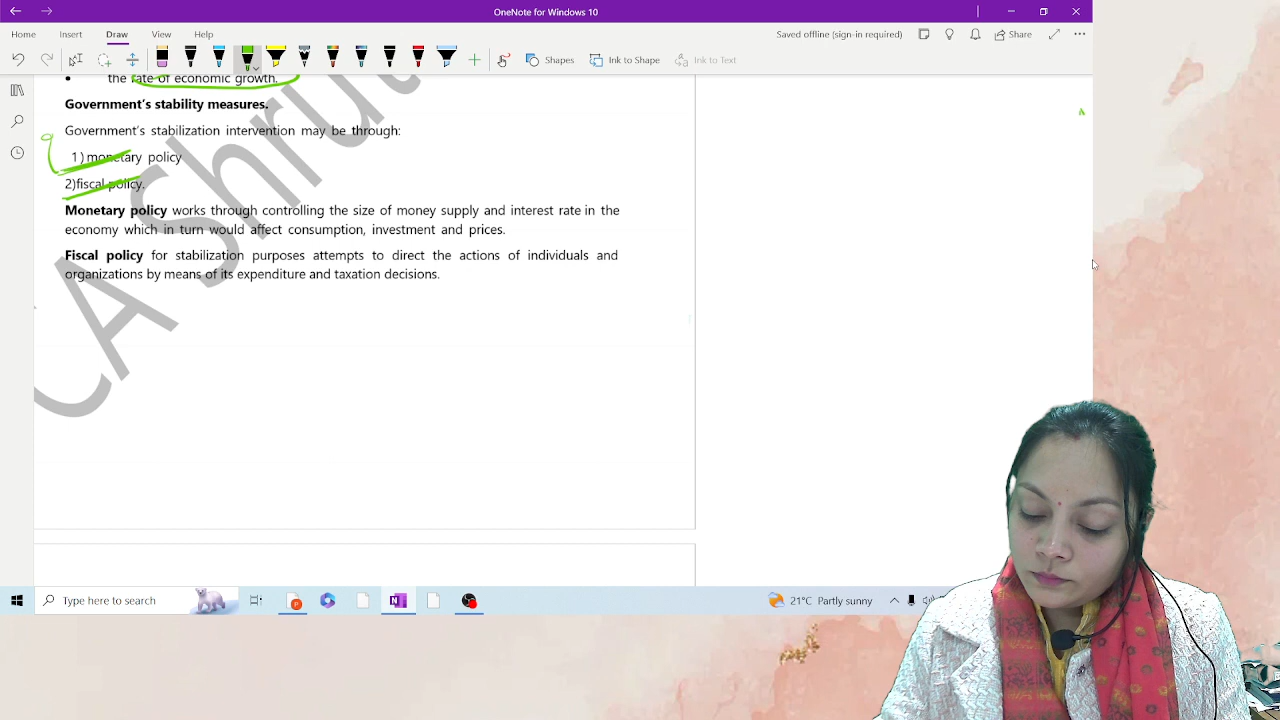 OneNote for Windows 10
Home Insert Draw View Help Saved offline (sign-in required) Share
Shapes Ink to Shape Ink to Text
• the rate of economic growth.
Government's stability measures.
Government's stabilization intervention may be through:
1) monetary policy
2)fiscal policy.
Monetary policy works through controlling the size of money supply and interest rate in the
economy which in turn would affect consumption, investment and prices.
Fiscal policy for stabilization purposes attempts to direct the actions of individuals and
organizations by means of its expenditure and taxation decisions.
CA Shrut
Type here to search 21°C Partly sunny